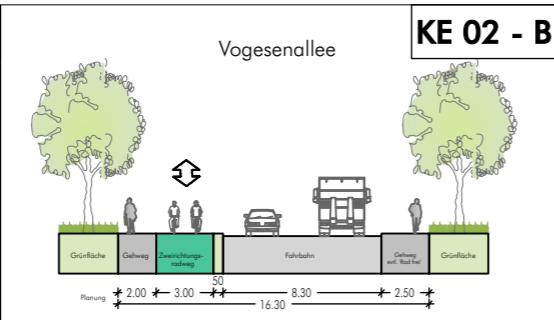 KE 02 - B
Vogesenallee
Grünfläche
Gehweg
Zweirichtungs-
radweg
Fahrbahn
Gehweg
evtl. 'Rad frei'
Grünfläche
50
Planung
2.00
3.00
8.30
2.50
16.30